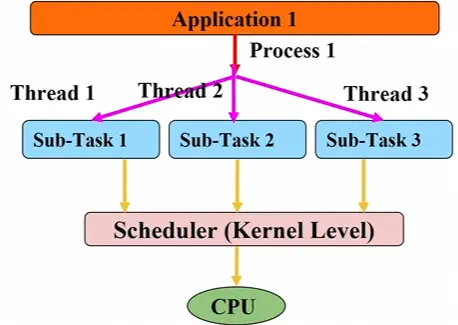 Application 1
Process 1
Thread 1
Thread 2
Thread 3
Sub-Task 1
Sub-Task 2
Sub-Task 3
Scheduler (Kernel Level)
CPU